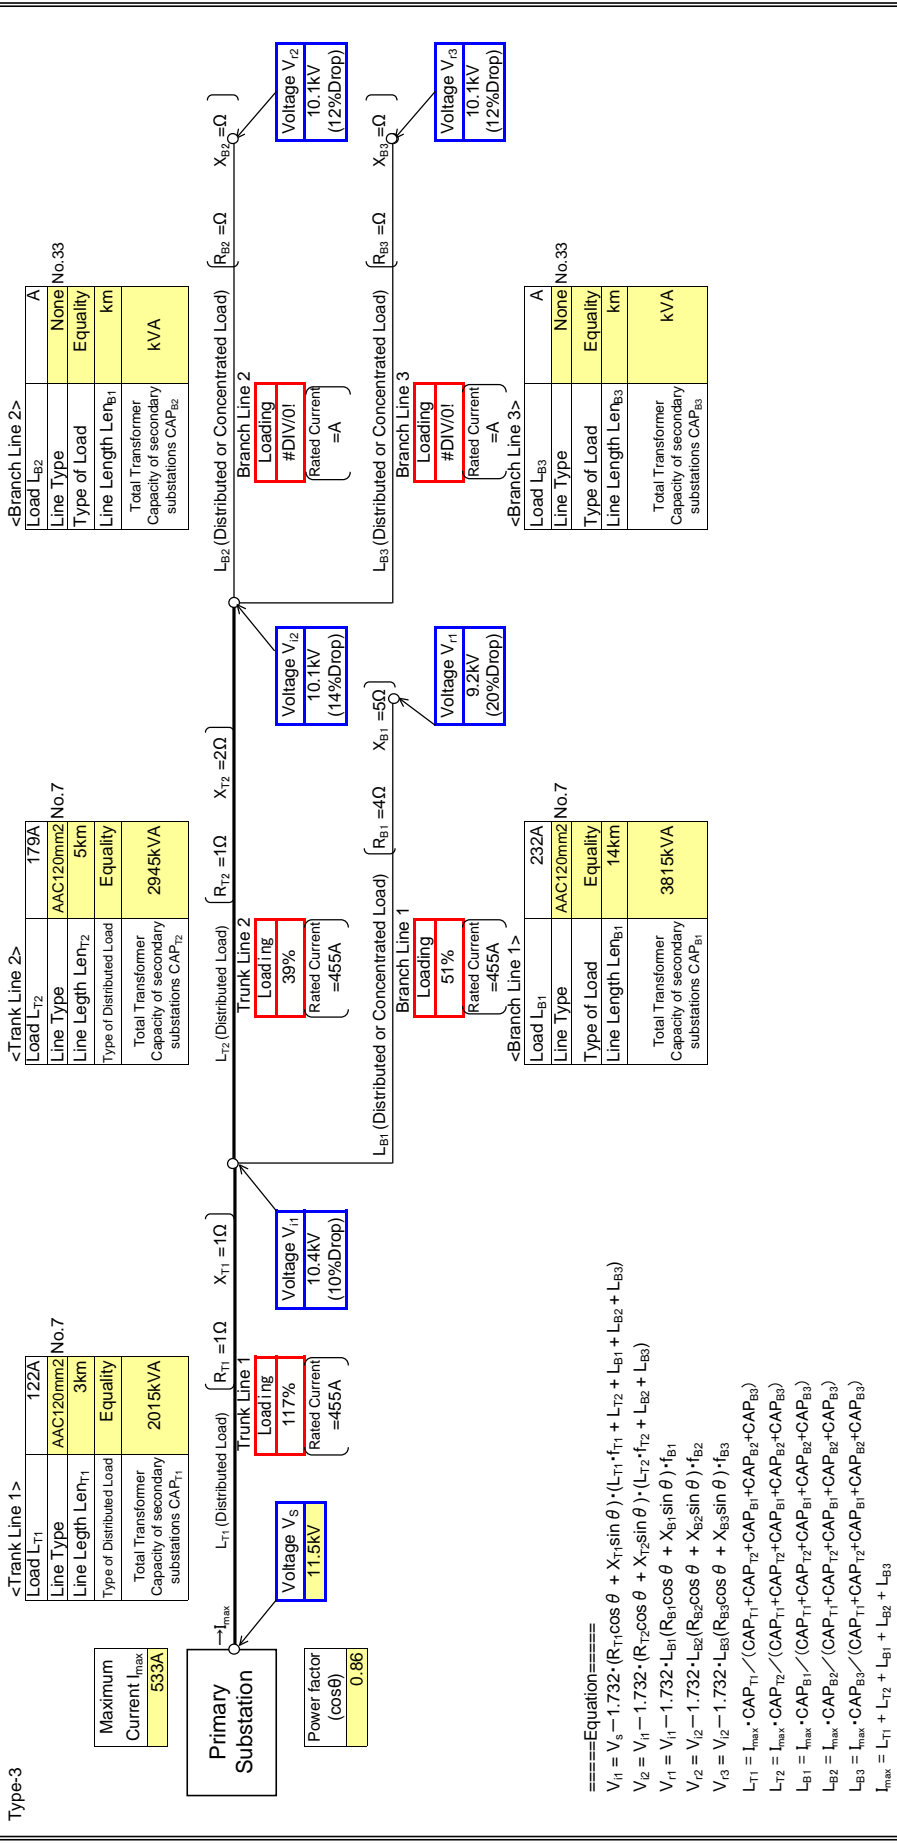 Type-3
Maximum
Current Imax
533A
Primary
Substation
Power factor
(cosθ)
0.86
→Imax
Voltage VS
11.5kV
<Trank Line 1>
Load LT1 122A
Line Type AAC120mm2 No.7
Line Legth LenT1 3km
Type of Distributed Load Equality
Total Transformer
Capacity of secondary
substations CAPT1
2015kVA
LT1 (Distributed Load) (RT1 =1Ω XT1 =1Ω)
Trunk Line 1
Loading
117%
Rated Current
=455A
Voltage Vi1
10.4kV
(10%Drop)
<Trank Line 2>
Load LT2 179A
Line Type AAC120mm2 No.7
Line Legth LenT2 5km
Type of Distributed Load Equality
Total Transformer
Capacity of secondary
substations CAPT2
2945kVA
LT2 (Distributed Load) (RT2 =1Ω XT2 =2Ω)
Trunk Line 2
Loading
39%
Rated Current
=455A
Voltage Vi2
10.1kV
(14%Drop)
LB1 (Distributed or Concentrated Load) (RB1 =4Ω XB1 =5Ω)
Branch Line 1
Loading
51%
Rated Current
=455A
Voltage Vr1
9.2kV
(20%Drop)
<Branch Line 1>
Load LB1 232A
Line Type AAC120mm2 No.7
Type of Load Equality
Line Length LenB1 14km
Total Transformer
Capacity of secondary
substations CAPB1
3815kVA
<Branch Line 2>
Load LB2 A
Line Type None No.33
Type of Load Equality
Line Length LenB1 km
Total Transformer
Capacity of secondary
substations CAPB2
kVA
LB2 (Distributed or Concentrated Load) (RB2 =Ω XB2 =Ω)
Branch Line 2
Loading
#DIV/0!
Rated Current
=A
Voltage Vr2
10.1kV
(12%Drop)
LB3 (Distributed or Concentrated Load) (RB3 =Ω XB3 =Ω)
Branch Line 3
Loading
#DIV/0!
Rated Current
=A
Voltage Vr3
10.1kV
(12%Drop)
<Branch Line 3>
Load LB3 A
Line Type None No.33
Type of Load Equality
Line Length LenB3 km
Total Transformer
Capacity of secondary
substations CAPB3
kVA
=====Equation=====
Vi1 = Vs－1.732･(RT1cos θ + XT1sin θ)･(LT1･fT1 + LT2 + LB1 + LB2 + LB3)
Vi2 = Vi1－1.732･(RT2cos θ + XT2sin θ)･(LT2･fT2 + LB2 + LB3)
Vr1 = Vi1－1.732･LB1(RB1cos θ + XB1sin θ)･fB1
Vr2 = Vi2－1.732･LB2(RB2cos θ + XB2sin θ)･fB2
Vr3 = Vi2－1.732･LB3(RB3cos θ + XB3sin θ)･fB3
LT1 = Imax･CAPT1／(CAPT1+CAPT2+CAPB1+CAPB2+CAPB3)
LT2 = Imax･CAPT2／(CAPT1+CAPT2+CAPB1+CAPB2+CAPB3)
LB1 = Imax･CAPB1／(CAPT1+CAPT2+CAPB1+CAPB2+CAPB3)
LB2 = Imax･CAPB2／(CAPT1+CAPT2+CAPB1+CAPB2+CAPB3)
LB3 = Imax･CAPB3／(CAPT1+CAPT2+CAPB1+CAPB2+CAPB3)
Imax = LT1 + LT2 + LB1 + LB2 + LB3